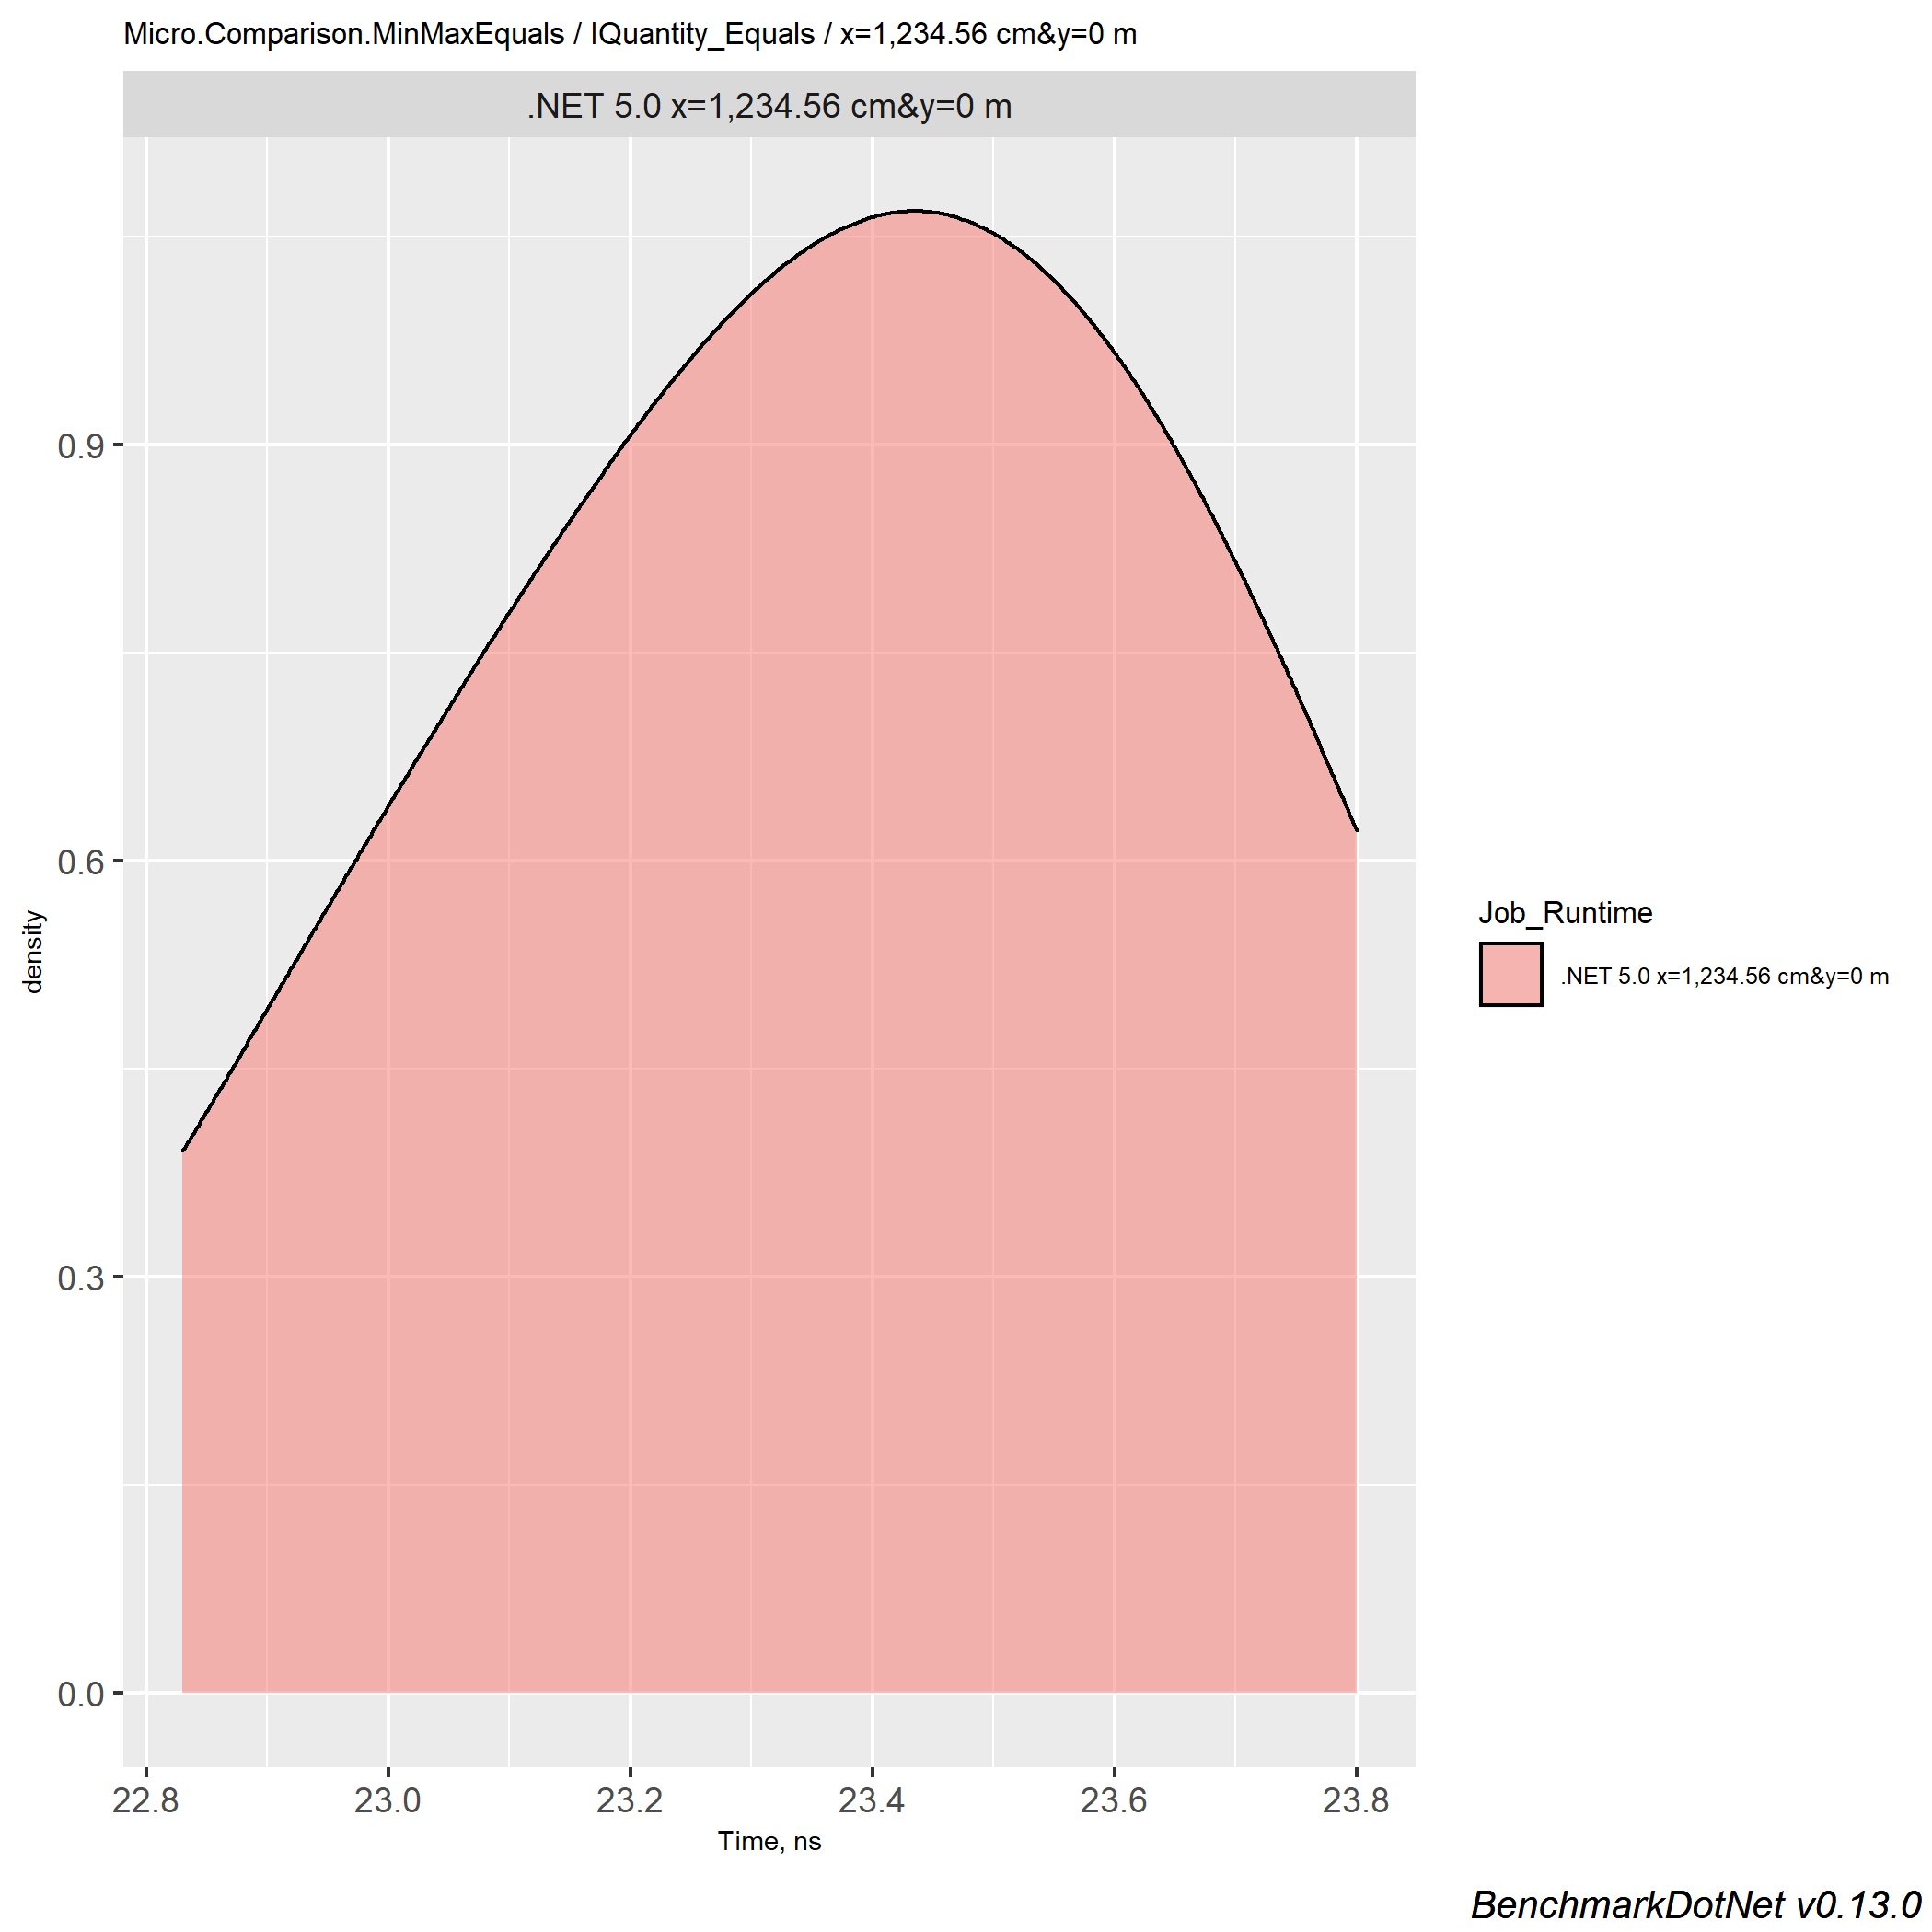 Micro.Comparison.MinMaxEquals / IQuantity_Equals / x=1,234.56 cm&y=0 m
.NET 5.0 x=1,234.56 cm&y=0 m
0.9
0.6
0.3
0.0
density
22.8 23.0 23.2 23.4 23.6 23.8
Time, ns
Job_Runtime
.NET 5.0 x=1,234.56 cm&y=0 m
BenchmarkDotNet v0.13.0